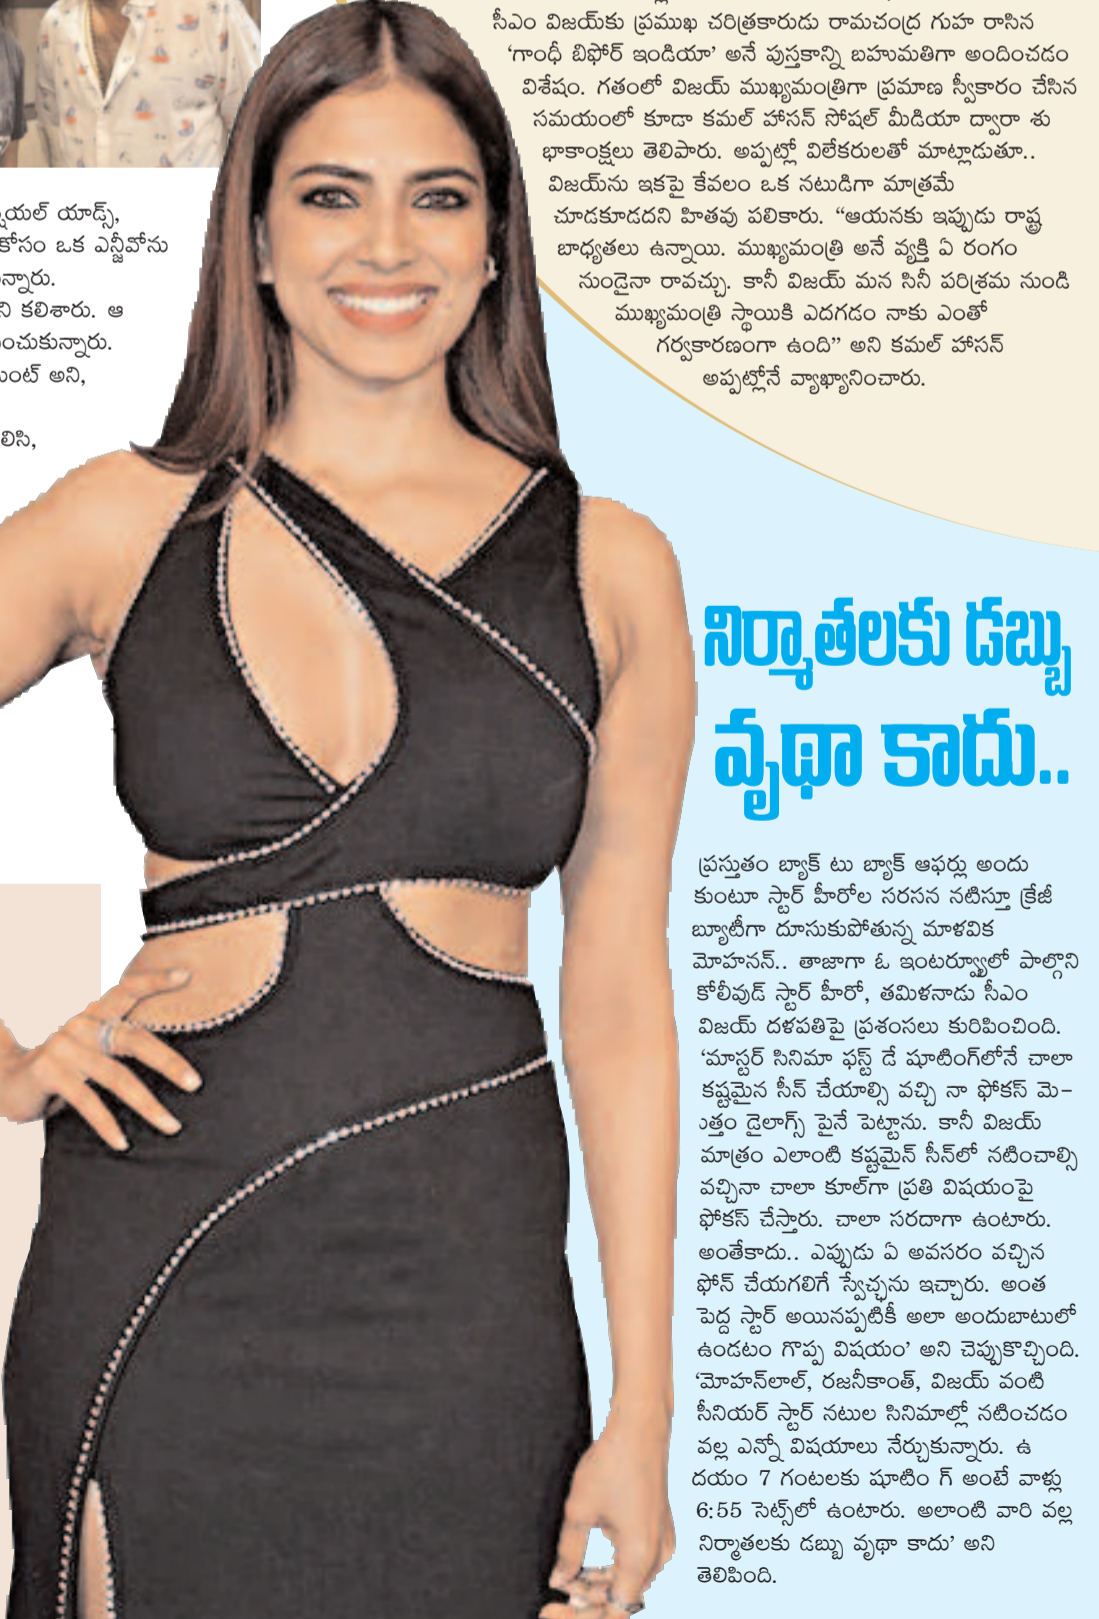 సీఎం విజయ్‌కు ప్రముఖ చరిత్రకారుడు రామచంద్ర గుహ రాసిన
‘గాంధీ బిఫోర్ ఇండియా’ అనే పుస్తకాన్ని బహుమతిగా అందించడం
విశేషం. గతంలో విజయ్ ముఖ్యమంత్రిగా ప్రమాణ స్వీకారం చేసిన
సమయంలో కూడా కమల్ హాసన్ సోషల్ మీడియా ద్వారా శు
భాకాంక్షలు తెలిపారు. అప్పట్లో విలేకరులతో మాట్లాడుతూ..
విజయ్‌ను ఇకపై కేవలం ఒక నటుడిగా మాత్రమే
చూడకూడదని హితవు పలికారు. “ఆయనకు ఇప్పుడు రాష్ట్ర
బాధ్యతలు ఉన్నాయి. ముఖ్యమంత్రి అనే వ్యక్తి ఏ రంగం
నుండైనా రావచ్చు. కానీ విజయ్ మన సినీ పరిశ్రమ నుండి
ముఖ్యమంత్రి స్థాయికి ఎదగడం నాకు ఎంతో
గర్వకారణంగా ఉంది” అని కమల్ హాసన్
అప్పట్లోనే వ్యాఖ్యానించారు.
యాడ్స్,
కోసం ఒక ఎన్జీవోను
కలిశారు. ఆ
అని,
నిర్మాతలకు డబ్బు
వృథా కాదు..
ప్రస్తుతం బ్యాక్ టు బ్యాక్ ఆఫర్లు అందు
కుంటూ స్టార్ హీరోల సరసన నటిస్తూ క్రేజీ
బ్యూటీగా దూసుకుపోతున్న మాళవిక
మోహనన్.. తాజాగా ఓ ఇంటర్వ్యూలో పాల్గొని
కోలీవుడ్ స్టార్ హీరో, తమిళనాడు సీఎం
విజయ్ దళపతిపై ప్రశంసలు కురిపించింది.
‘మాస్టర్ సినిమా ఫస్ట్ డే షూటింగ్‌లోనే చాలా
కష్టమైన సీన్ చేయాల్సి వచ్చి నా ఫోకస్ మొ-
త్తం డైలాగ్స్ పైనే పెట్టాను. కానీ విజయ్
మాత్రం ఎలాంటి కష్టమైన్ సీన్‌లో నటించాల్సి
వచ్చినా చాలా కూల్‌గా ప్రతి విషయంపై
ఫోకస్ చేస్తారు. చాలా సరదాగా ఉంటారు.
అంతేకాదు.. ఎప్పుడు ఏ అవసరం వచ్చిన
ఫోన్ చేయగలిగే స్వేచ్ఛను ఇచ్చారు. అంత
పెద్ద స్టార్ అయినప్పటికీ అలా అందుబాటులో
ఉండటం గొప్ప విషయం’ అని చెప్పుకొచ్చింది.
‘మోహన్‌లాల్, రజనీకాంత్, విజయ్ వంటి
సీనియర్ స్టార్ నటుల సినిమాల్లో నటించడం
వల్ల ఎన్నో విషయాలు నేర్చుకున్నారు. ఉ
దయం 7 గంటలకు షూటిం గ్ అంటే వాళ్లు
6:55 సెట్స్‌లో ఉంటారు. అలాంటి వారి వల్ల
నిర్మాతలకు డబ్బు వృథా కాదు’ అని
తెలిపింది.